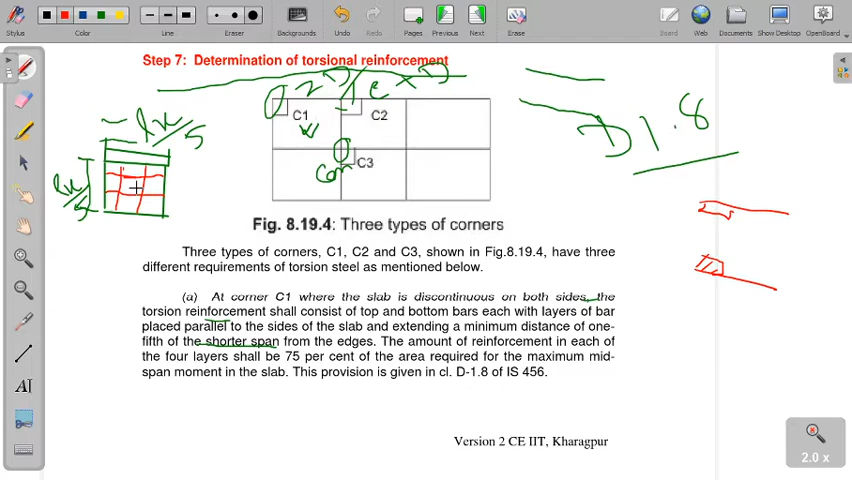 Stylus Color Line Eraser Backgrounds Undo Redo Pages Previous Next Erase Board Web Documents Show Desktop OpenBoard
Step 7: Determination of torsional reinforcement
lx/5
lx/5
C1 C2
C3
D 1.8
Fig. 8.19.4: Three types of corners
Three types of corners, C1, C2 and C3, shown in Fig.8.19.4, have three
different requirements of torsion steel as mentioned below.
(a) At corner C1 where the slab is discontinuous on both sides, the
torsion reinforcement shall consist of top and bottom bars each with layers of bar
placed parallel to the sides of the slab and extending a minimum distance of one-
fifth of the shorter span from the edges. The amount of reinforcement in each of
the four layers shall be 75 per cent of the area required for the maximum mid-
span moment in the slab. This provision is given in cl. D-1.8 of IS 456.
Version 2 CE IIT, Kharagpur
2.0 x